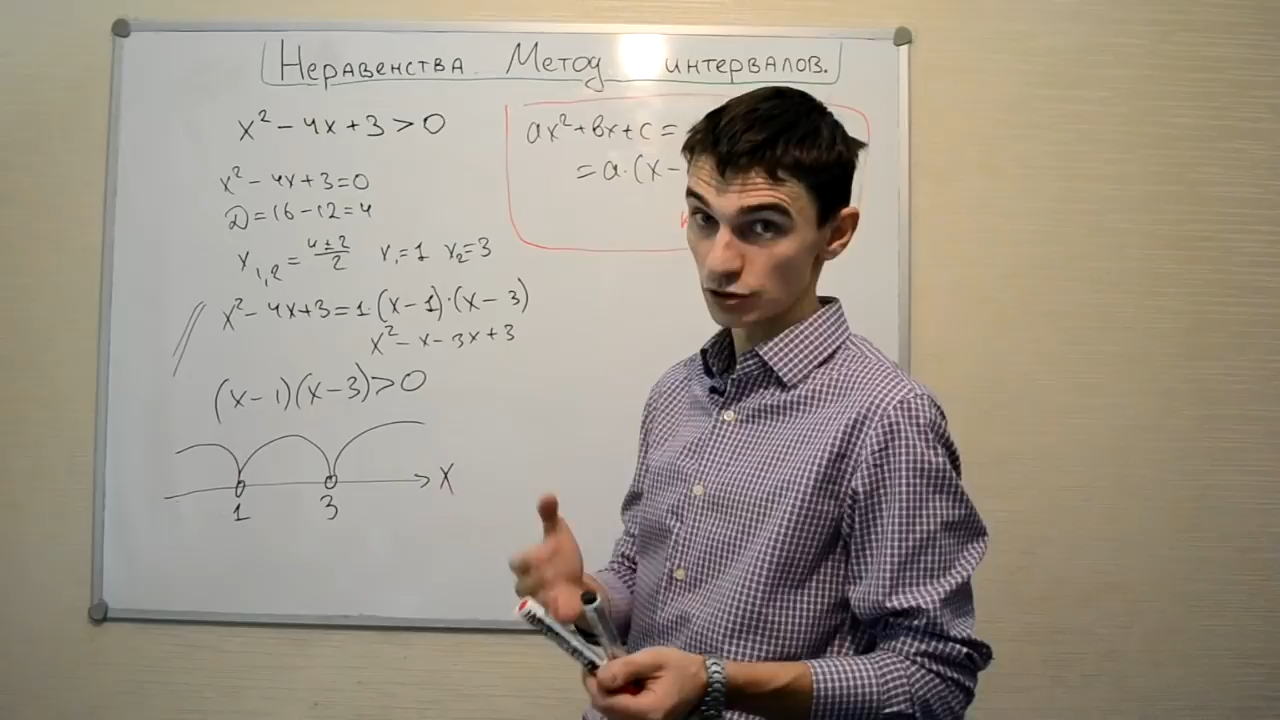 Неравенства. Метод интервалов.
x² - 4x + 3 > 0
x² - 4x + 3 = 0
D = 16 - 12 = 4
x₁,₂ = (4 ± 2)/2 x₁ = 1 x₂ = 3
x² - 4x + 3 = 1·(x - 1)·(x - 3)
x² - x - 3x + 3
(x - 1)(x - 3) > 0
x
1 3
ax² + bx + c =
= a·(x -